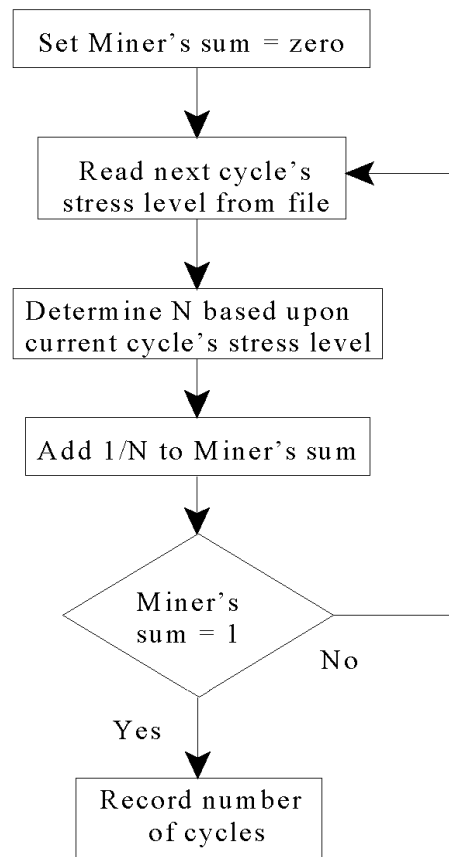 Set Miner's sum = zero
Read next cycle's
stress level from file
Determine N based upon
current cycle's stress level
Add 1/N to Miner's sum
Miner's
sum = 1
No
Yes
Record number
of cycles